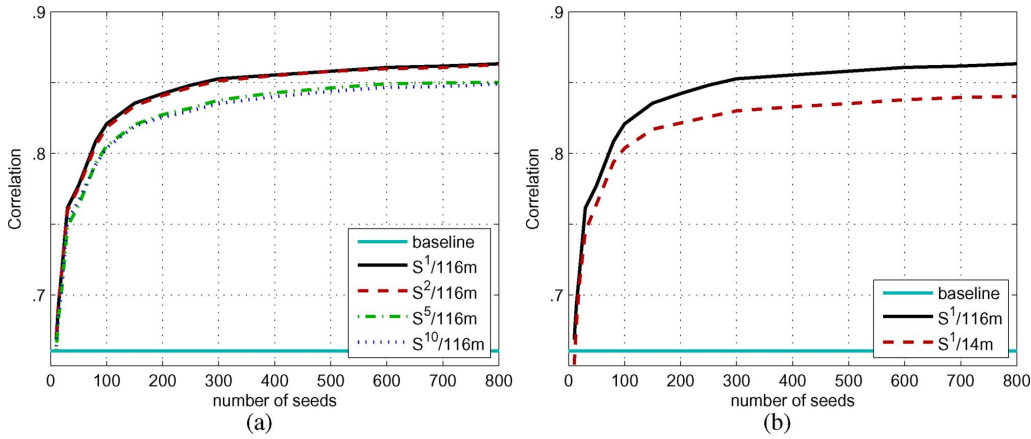 .9
.8
.7
Correlation
0 100 200 300 400 500 600 700 800
number of seeds
baseline
S¹/116m
S²/116m
S⁵/116m
S¹⁰/116m
(a)
.9
.8
.7
Correlation
0 100 200 300 400 500 600 700 800
number of seeds
baseline
S¹/116m
S¹/14m
(b)